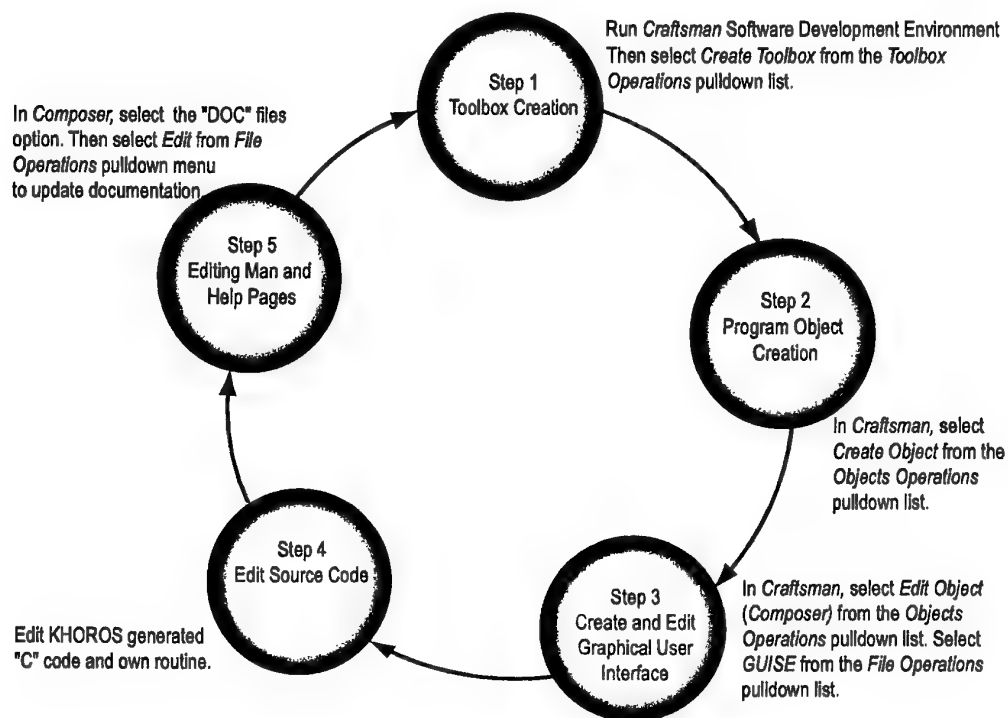 Step 1
Toolbox Creation
Run Craftsman Software Development Environment
Then select Create Toolbox from the Toolbox
Operations pulldown list.
Step 2
Program Object
Creation
In Craftsman, select
Create Object from the
Objects Operations
pulldown list.
Step 3
Create and Edit
Graphical User
Interface
In Craftsman, select Edit Object
(Composer) from the Objects
Operations pulldown list. Select
GUISE from the File Operations
pulldown list.
Step 4
Edit Source Code
Edit KHOROS generated
"C" code and own routine.
Step 5
Editing Man and
Help Pages
In Composer, select the "DOC" files
option. Then select Edit from File
Operations pulldown menu
to update documentation.